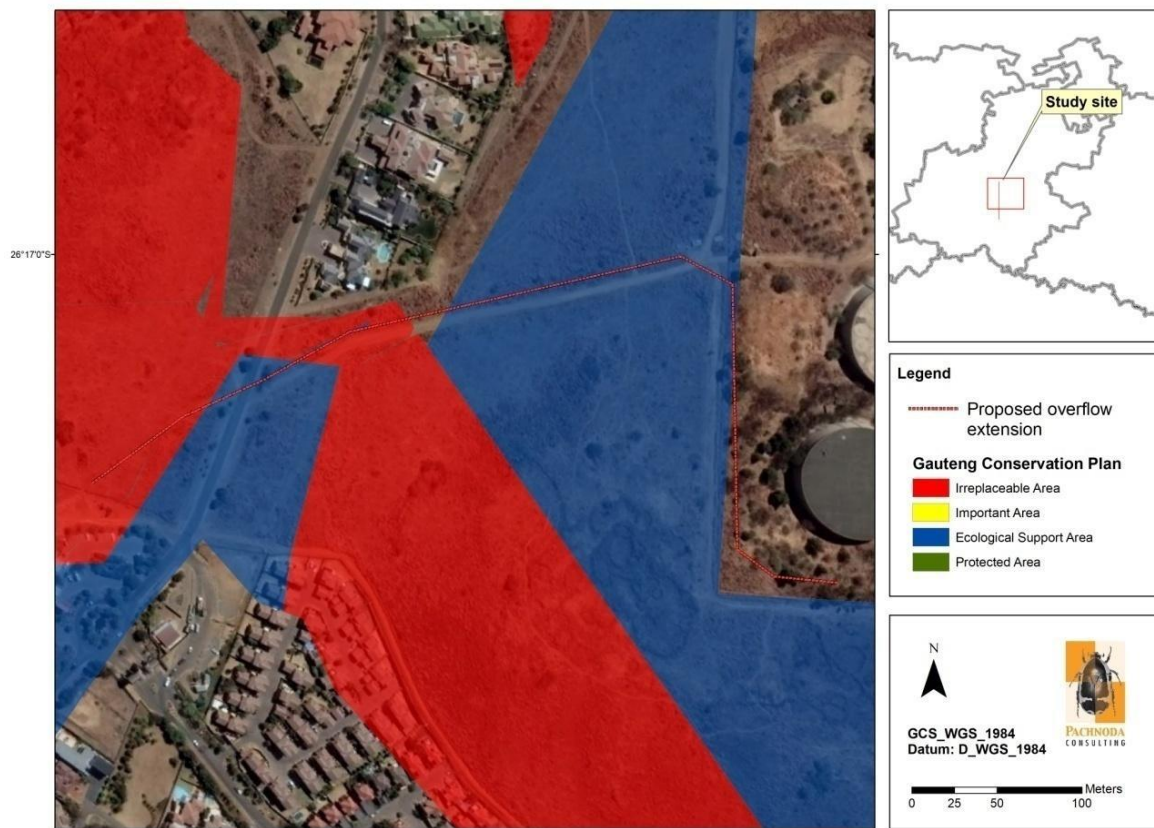 26°17'0"S
Study site
Legend
Proposed overflow
extension
Gauteng Conservation Plan
Irreplaceable Area
Important Area
Ecological Support Area
Protected Area
N
GCS_WGS_1984
Datum: D_WGS_1984
PACHNODA
CONSULTING
Meters
0 25 50 100